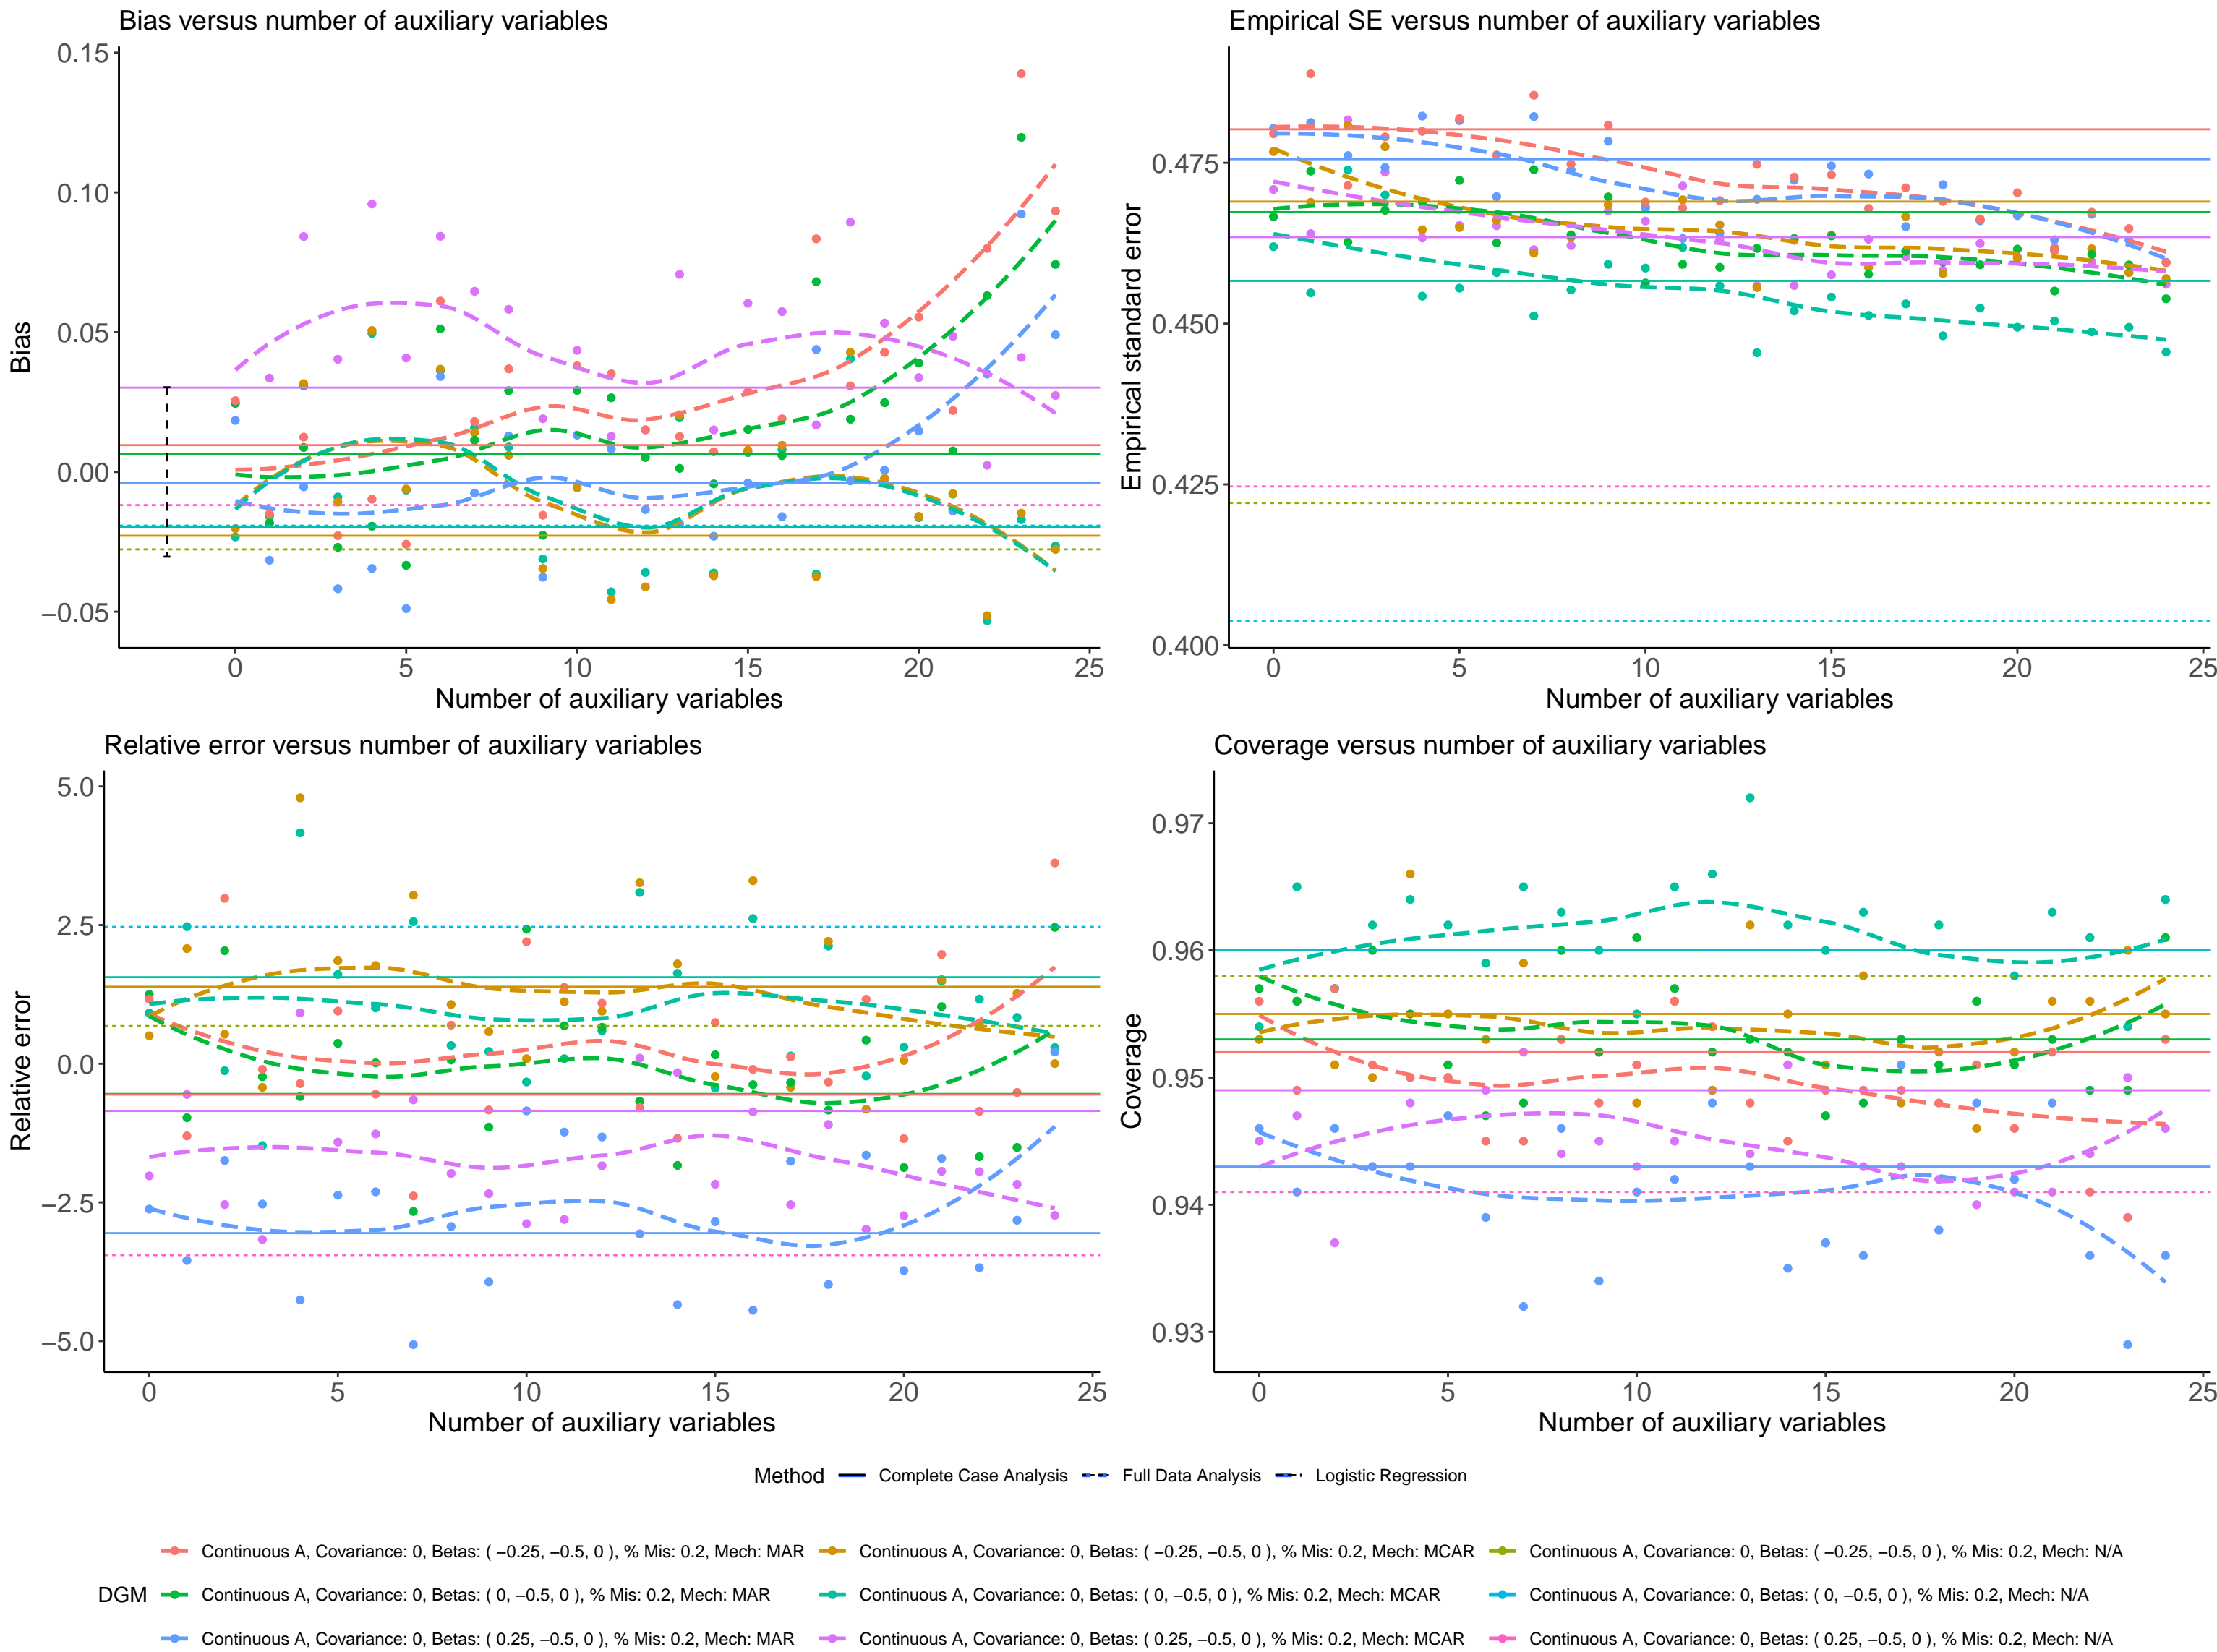 Bias versus number of auxiliary variables
0.15
0.10
0.05
0.00
−0.05
Bias
0 5 10 15 20 25
Number of auxiliary variables
Empirical SE versus number of auxiliary variables
0.475
0.450
0.425
0.400
Empirical standard error
0 5 10 15 20 25
Number of auxiliary variables
Relative error versus number of auxiliary variables
5.0
2.5
0.0
−2.5
−5.0
Relative error
0 5 10 15 20 25
Number of auxiliary variables
Coverage versus number of auxiliary variables
0.97
0.96
0.95
0.94
0.93
Coverage
0 5 10 15 20 25
Number of auxiliary variables
Method Complete Case Analysis Full Data Analysis Logistic Regression
DGM
Continuous A, Covariance: 0, Betas: ( −0.25, −0.5, 0 ), % Mis: 0.2, Mech: MAR
Continuous A, Covariance: 0, Betas: ( 0, −0.5, 0 ), % Mis: 0.2, Mech: MAR
Continuous A, Covariance: 0, Betas: ( 0.25, −0.5, 0 ), % Mis: 0.2, Mech: MAR
Continuous A, Covariance: 0, Betas: ( −0.25, −0.5, 0 ), % Mis: 0.2, Mech: MCAR
Continuous A, Covariance: 0, Betas: ( 0, −0.5, 0 ), % Mis: 0.2, Mech: MCAR
Continuous A, Covariance: 0, Betas: ( 0.25, −0.5, 0 ), % Mis: 0.2, Mech: MCAR
Continuous A, Covariance: 0, Betas: ( −0.25, −0.5, 0 ), % Mis: 0.2, Mech: N/A
Continuous A, Covariance: 0, Betas: ( 0, −0.5, 0 ), % Mis: 0.2, Mech: N/A
Continuous A, Covariance: 0, Betas: ( 0.25, −0.5, 0 ), % Mis: 0.2, Mech: N/A